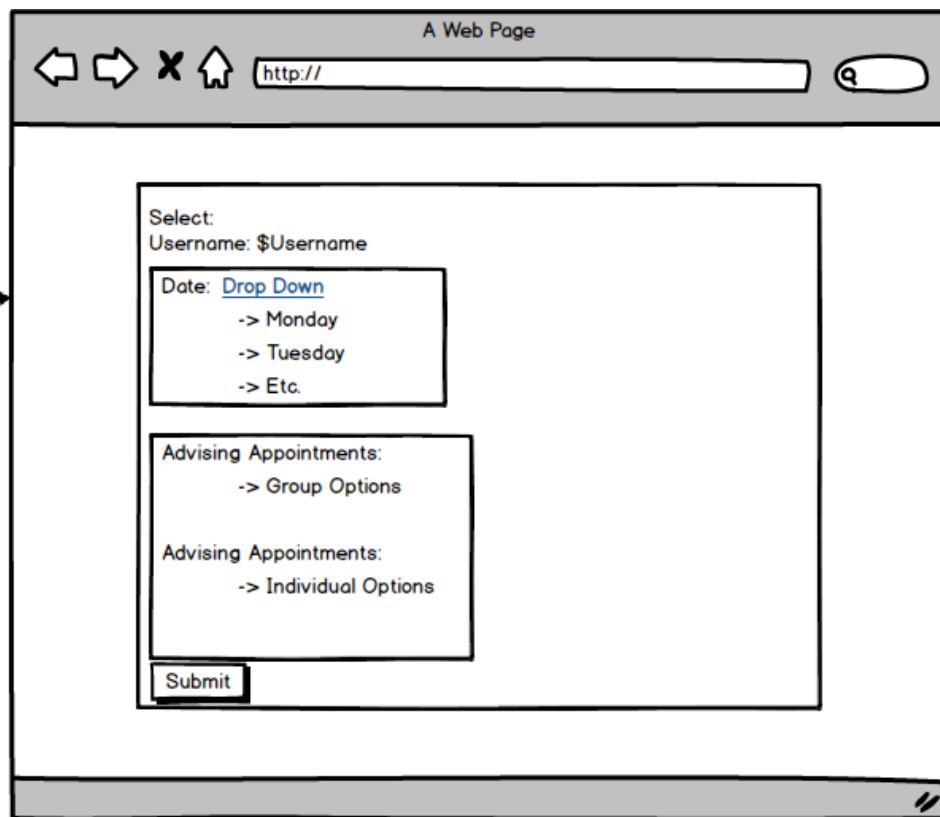 A Web Page
http://
Select:
Username: $Username
Date: Drop Down
-> Monday
-> Tuesday
-> Etc.
Advising Appointments:
-> Group Options
Advising Appointments:
-> Individual Options
Submit